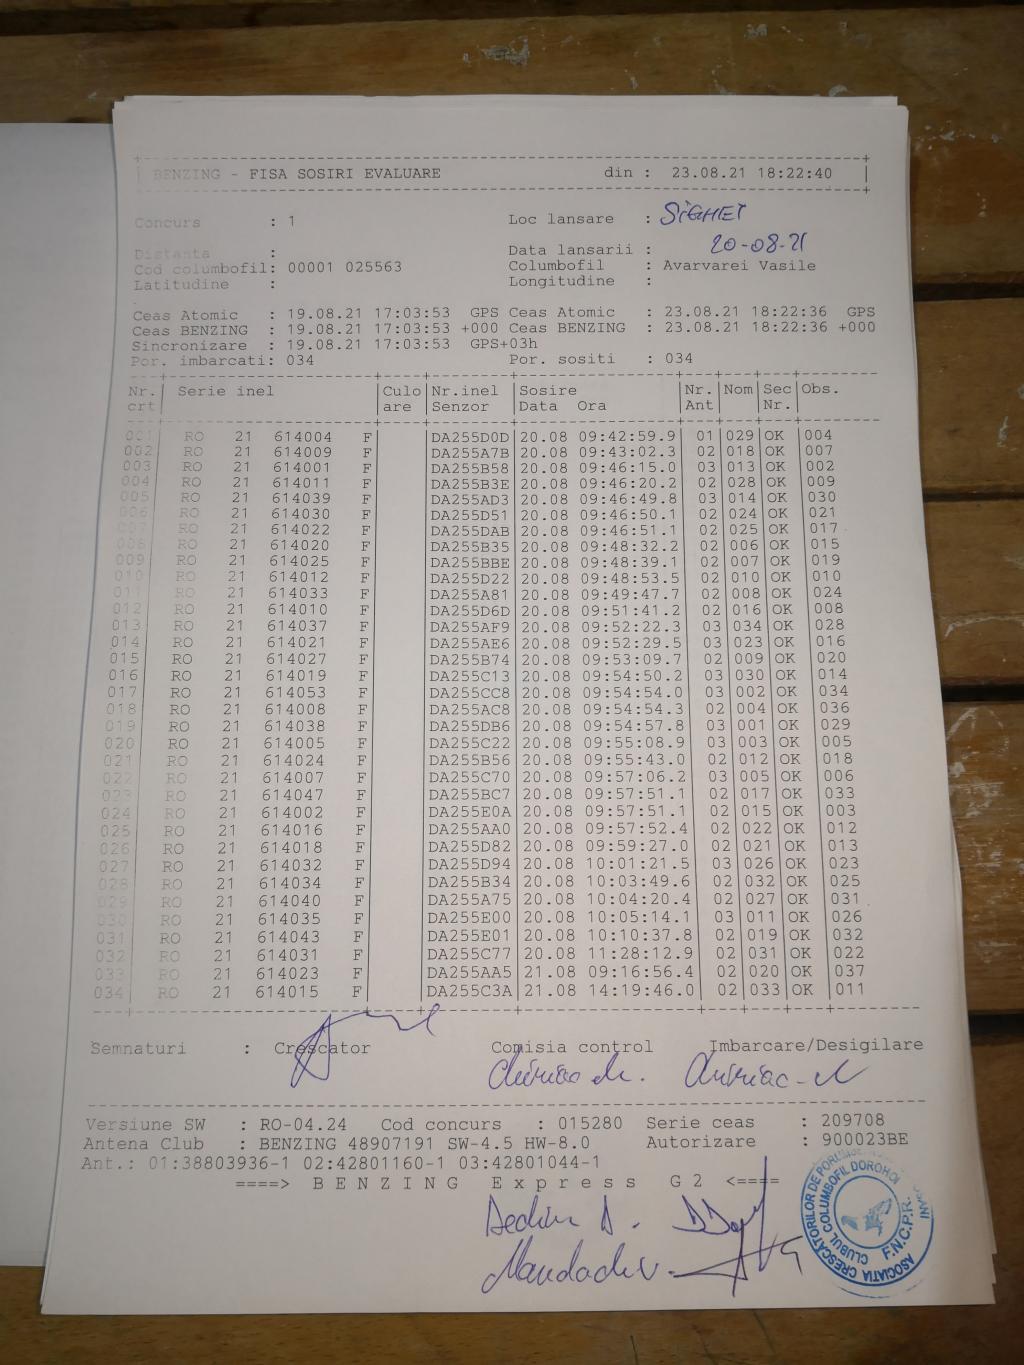 BENZING - FISA SOSIRI EVALUARE din : 23.08.21 18:22:40
Concurs : 1 Loc lansare : SIGHET
Distanta : Data lansarii : 20-08-21
Cod columbofil: 00001 025563 Columbofil : Avarvarei Vasile
Latitudine : Longitudine :
Ceas Atomic : 19.08.21 17:03:53 GPS Ceas Atomic : 23.08.21 18:22:36 GPS
Ceas BENZING : 19.08.21 17:03:53 +000 Ceas BENZING : 23.08.21 18:22:36 +000
Sincronizare : 19.08.21 17:03:53 GPS+03h
Por. imbarcati: 034 Por. sositi : 034
Nr. Serie inel Culo Nr.inel Sosire Nr. Nom Sec Obs.
crt are Senzor Data Ora Ant Nr.
001 RO 21 614004 F DA255D0D 20.08 09:42:59.9 01 029 OK 004
002 RO 21 614009 F DA255A7B 20.08 09:43:02.3 02 018 OK 007
003 RO 21 614001 F DA255B58 20.08 09:46:15.0 03 013 OK 002
004 RO 21 614011 F DA255B3E 20.08 09:46:20.2 02 028 OK 009
005 RO 21 614039 F DA255AD3 20.08 09:46:49.8 03 014 OK 030
006 RO 21 614030 F DA255D51 20.08 09:46:50.1 02 024 OK 021
007 RO 21 614022 F DA255DAB 20.08 09:46:51.1 02 025 OK 017
008 RO 21 614020 F DA255B35 20.08 09:48:32.2 02 006 OK 015
009 RO 21 614025 F DA255BBE 20.08 09:48:39.1 02 007 OK 019
010 RO 21 614012 F DA255D22 20.08 09:48:53.5 02 010 OK 010
011 RO 21 614033 F DA255A81 20.08 09:49:47.7 02 008 OK 024
012 RO 21 614010 F DA255D6D 20.08 09:51:41.2 02 016 OK 008
013 RO 21 614037 F DA255AF9 20.08 09:52:22.3 03 034 OK 028
014 RO 21 614021 F DA255AE6 20.08 09:52:29.5 03 023 OK 016
015 RO 21 614027 F DA255B74 20.08 09:53:09.7 02 009 OK 020
016 RO 21 614019 F DA255C13 20.08 09:54:50.2 03 030 OK 014
017 RO 21 614053 F DA255CC8 20.08 09:54:54.0 03 002 OK 034
018 RO 21 614008 F DA255AC8 20.08 09:54:54.3 02 004 OK 036
019 RO 21 614038 F DA255DB6 20.08 09:54:57.8 03 001 OK 029
020 RO 21 614005 F DA255C22 20.08 09:55:08.9 03 003 OK 005
021 RO 21 614024 F DA255B56 20.08 09:55:43.0 02 012 OK 018
022 RO 21 614007 F DA255C70 20.08 09:57:06.2 03 005 OK 006
023 RO 21 614047 F DA255BC7 20.08 09:57:51.1 02 017 OK 033
024 RO 21 614002 F DA255E0A 20.08 09:57:51.1 02 015 OK 003
025 RO 21 614016 F DA255AA0 20.08 09:57:52.4 02 022 OK 012
026 RO 21 614018 F DA255D82 20.08 09:59:27.0 02 021 OK 013
027 RO 21 614032 F DA255D94 20.08 10:01:21.5 03 026 OK 023
028 RO 21 614034 F DA255B34 20.08 10:03:49.6 02 032 OK 025
029 RO 21 614040 F DA255A75 20.08 10:04:20.4 02 027 OK 031
030 RO 21 614035 F DA255E00 20.08 10:05:14.1 03 011 OK 026
031 RO 21 614043 F DA255E01 20.08 10:10:37.8 02 019 OK 032
032 RO 21 614031 F DA255C77 20.08 11:28:12.9 02 031 OK 022
033 RO 21 614023 F DA255AA5 21.08 09:16:56.4 02 020 OK 037
034 RO 21 614015 F DA255C3A 21.08 14:19:46.0 02 033 OK 011
Semnaturi : Crescator Comisia control Imbarcare/Desigilare
Versiune SW : RO-04.24 Cod concurs : 015280 Serie ceas : 209708
Antena Club : BENZING 48907191 SW-4.5 HW-8.0 Autorizare : 900023BE
Ant.: 01:38803936-1 02:42801160-1 03:42801044-1
====> BENZING Express G2 <====
ASOCIATIA CRESCĂTORILOR DE
CLUBUL COLUMBOFIL DOROHOI
F.N.C.P.R.